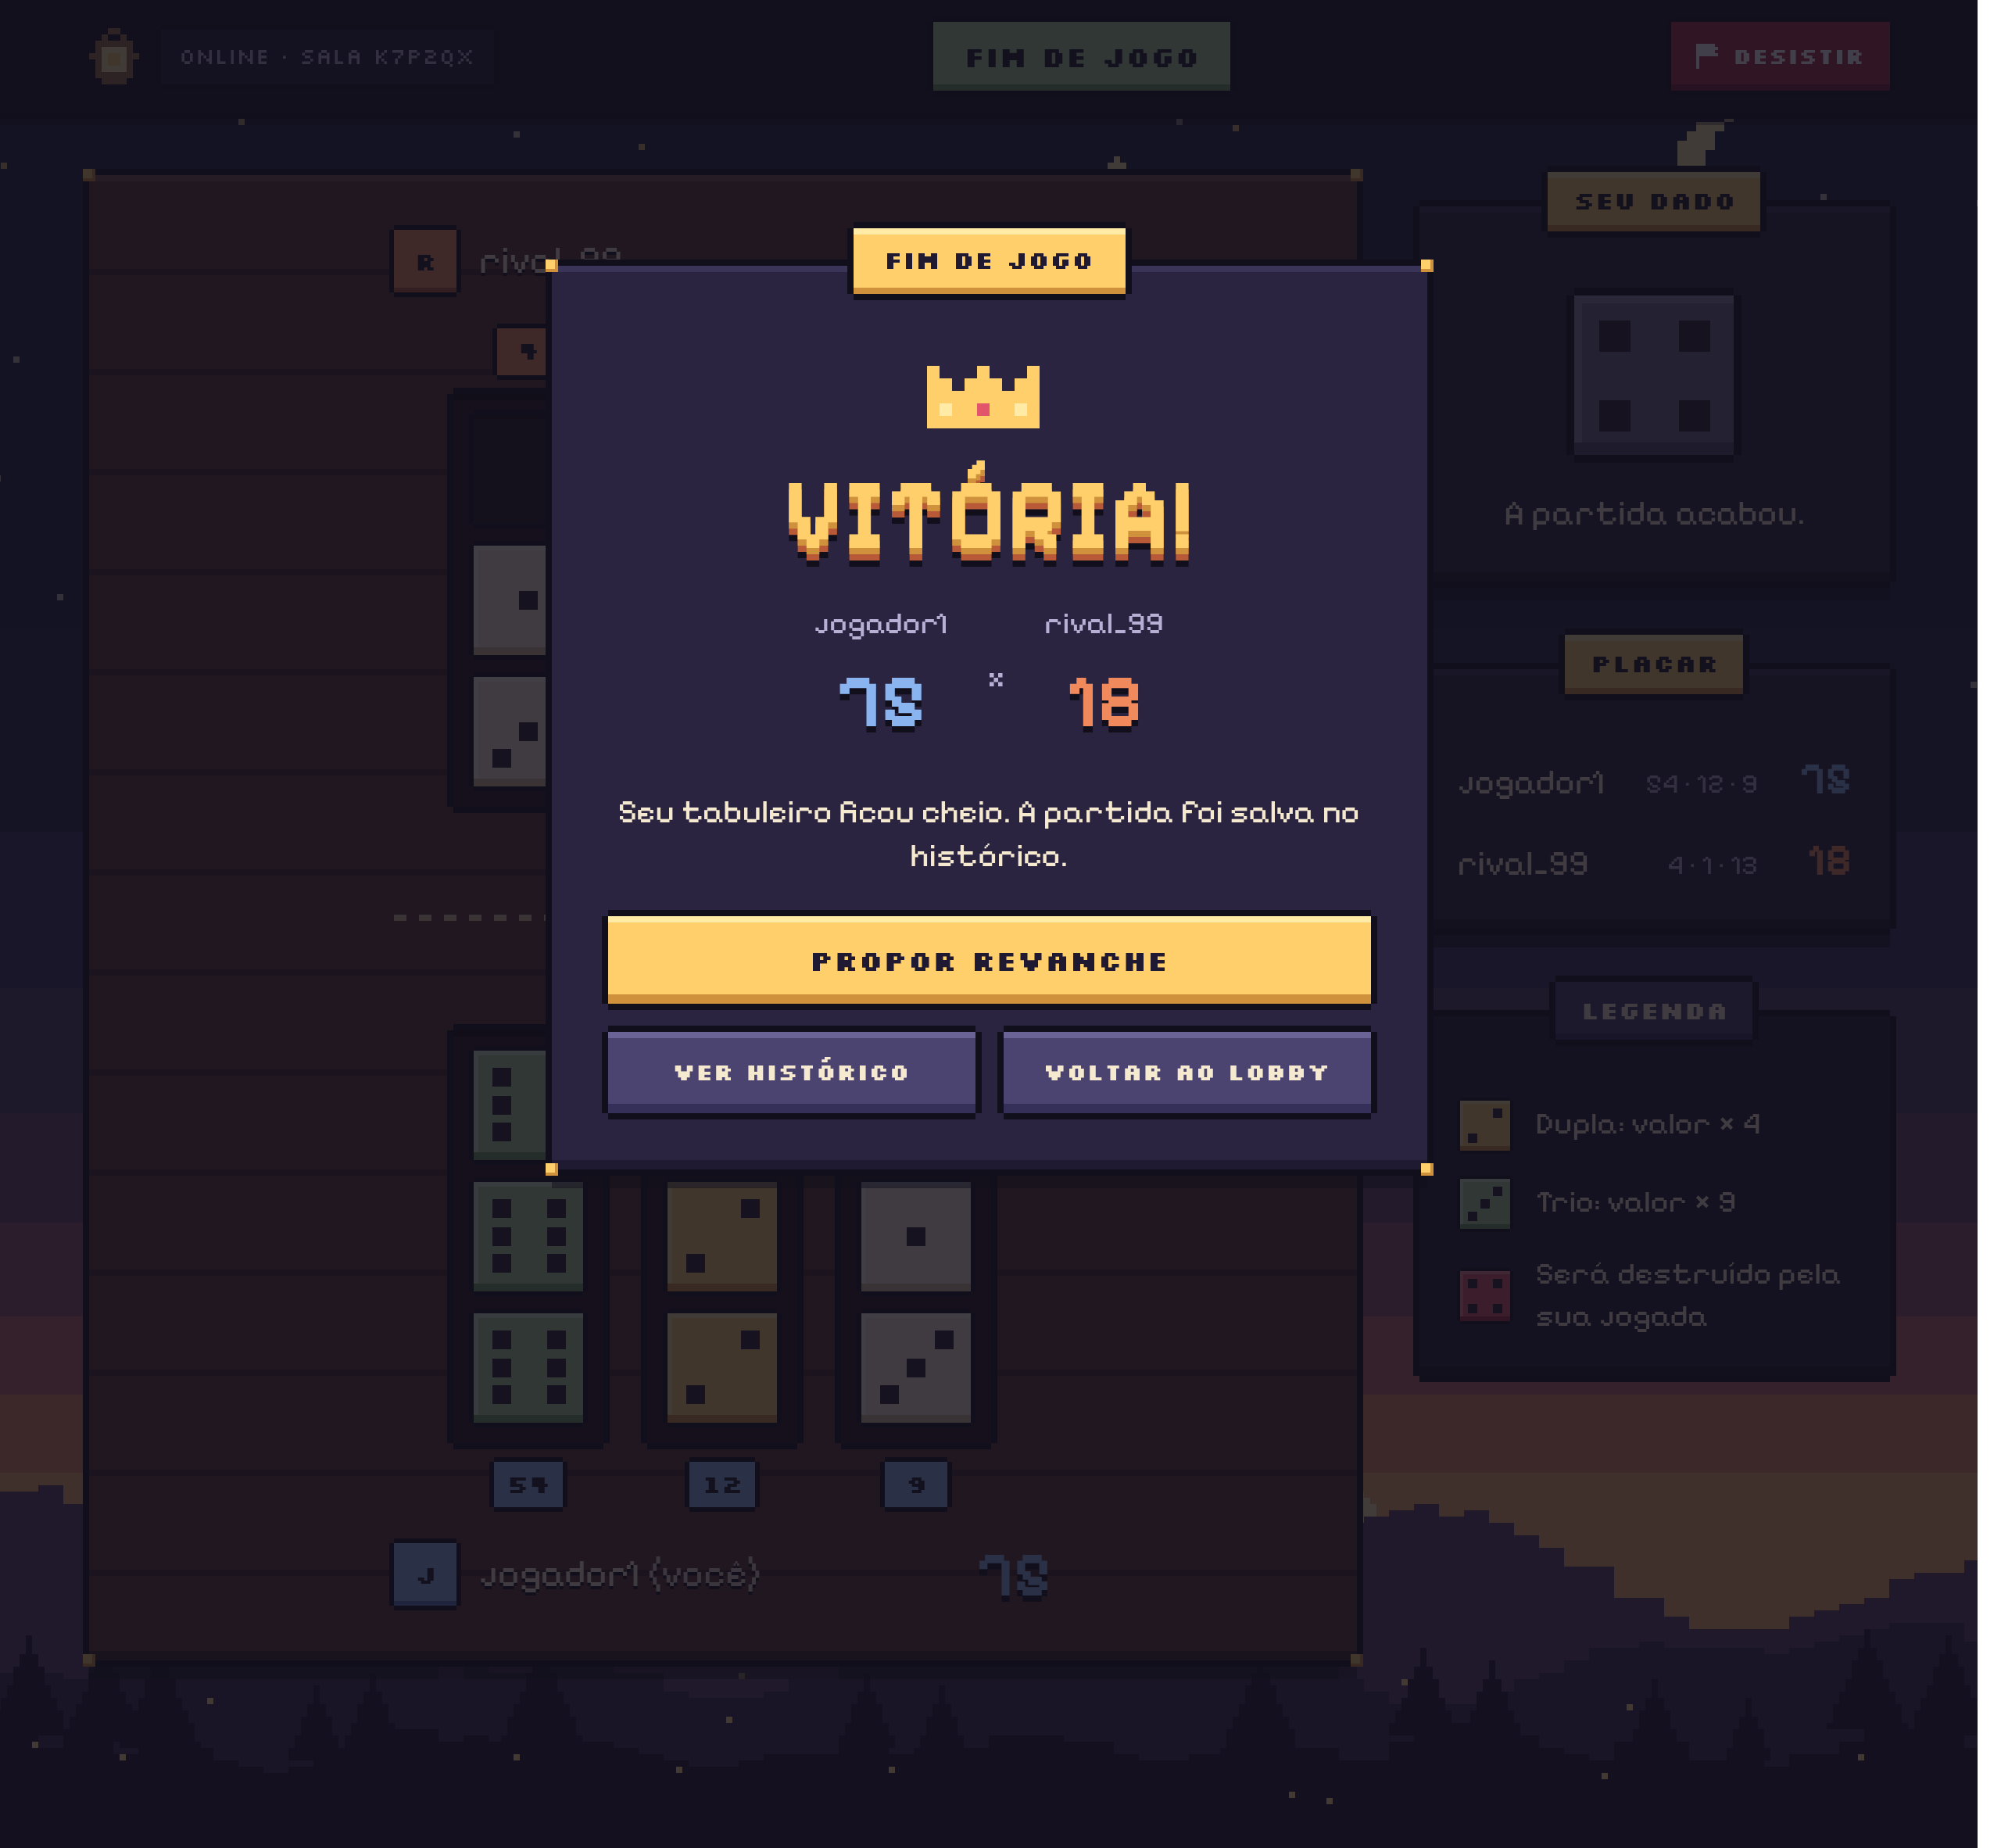 ONLINE · SALA K7P2QX
FIM DE JOGO
DESISTIR
R
4
FIM DE JOGO
VITÓRIA!
jogador1
rival_99
75 × 18
Seu tabuleiro ficou cheio. A partida foi salva no
histórico.
PROPOR REVANCHE
VER HISTÓRICO
VOLTAR AO LOBBY
54
12
9
J
jogador1 (você)
75
SEU DADO
A partida acabou.
PLACAR
jogador1 54 · 12 · 9 75
rival_99 4 · 1 · 13 18
LEGENDA
Dupla: valor × 4
Trio: valor × 9
Será destruído pela
sua jogada